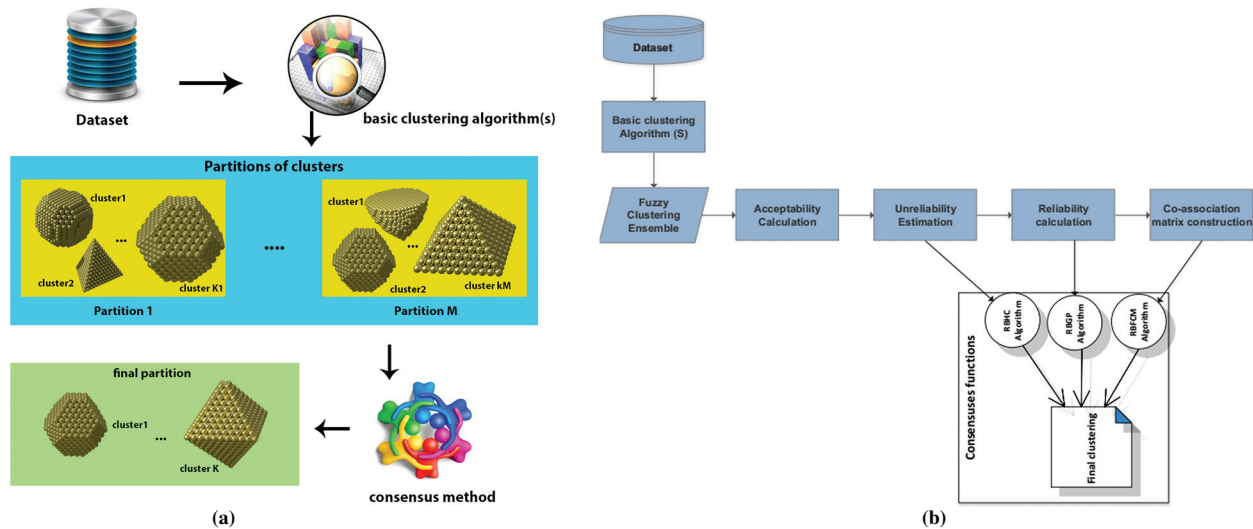 Dataset
basic clustering algorithm(s)
Partitions of clusters
cluster1
cluster2
...
cluster K1
Partition 1
....
cluster1
...
cluster2
cluster kM
Partition M
final partition
cluster1
...
cluster K
consensus method
(a)
Dataset
Basic clustering
Algorithm (S)
Fuzzy
Clustering
Ensemble
Acceptability
Calculation
Unreliability
Estimation
Reliability
calculation
Co-association
matrix construction
Consensuses functions
RBHC
Algorithm
RBGP
Algorithm
RBFCM
Algorithm
Final clustering
(b)